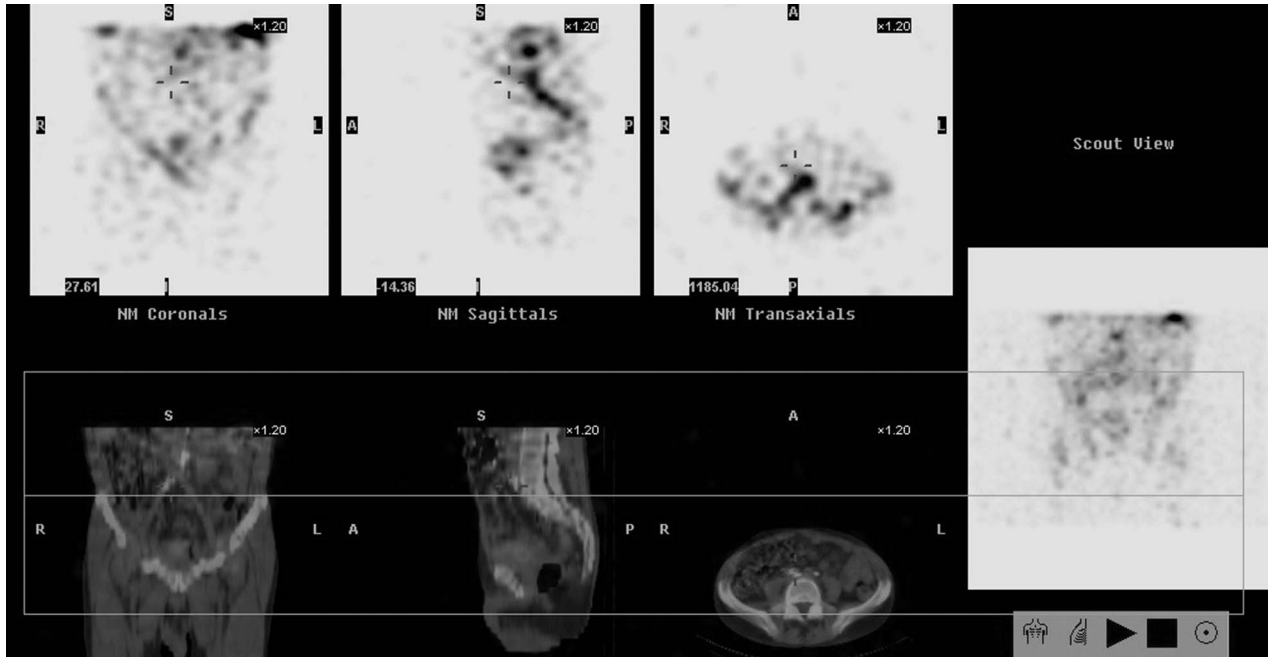 S
×1.20
R
L
27.61
I
NM Coronals
S
×1.20
A
P
-14.36
I
NM Sagittals
A
×1.20
R
L
1185.04
P
NM Transaxials
Scout View
S
×1.20
R
L
S
×1.20
A
P
A
×1.20
R
L